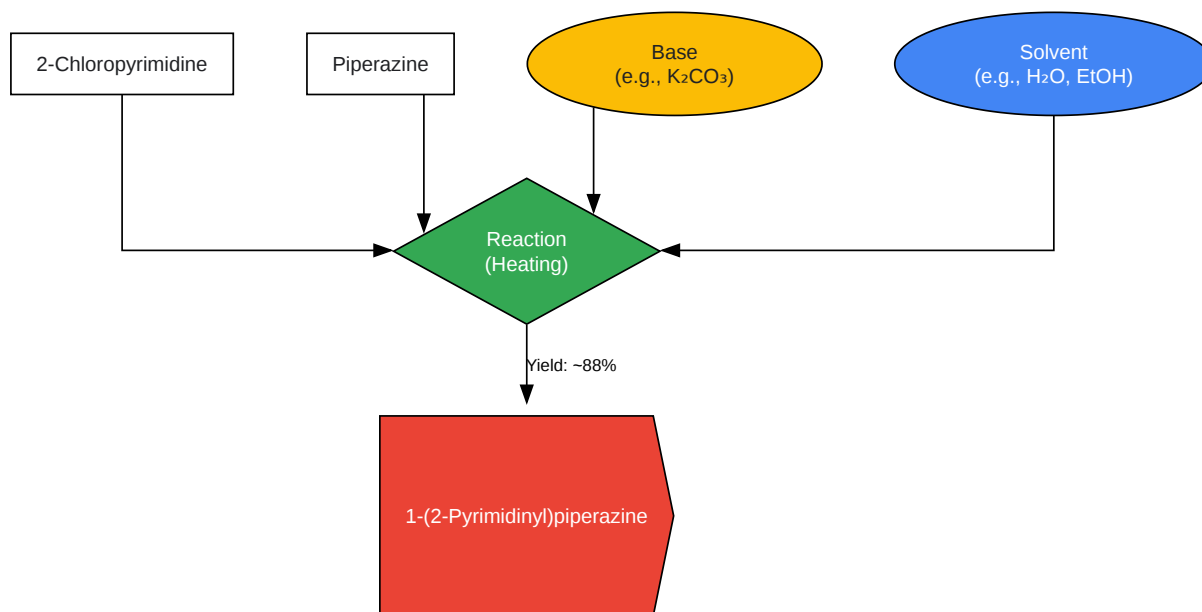 2-Chloropyrimidine
Piperazine
Base
(e.g., K₂CO₃)
Solvent
(e.g., H₂O, EtOH)
Reaction
(Heating)
Yield: ~88%
1-(2-Pyrimidinyl)piperazine